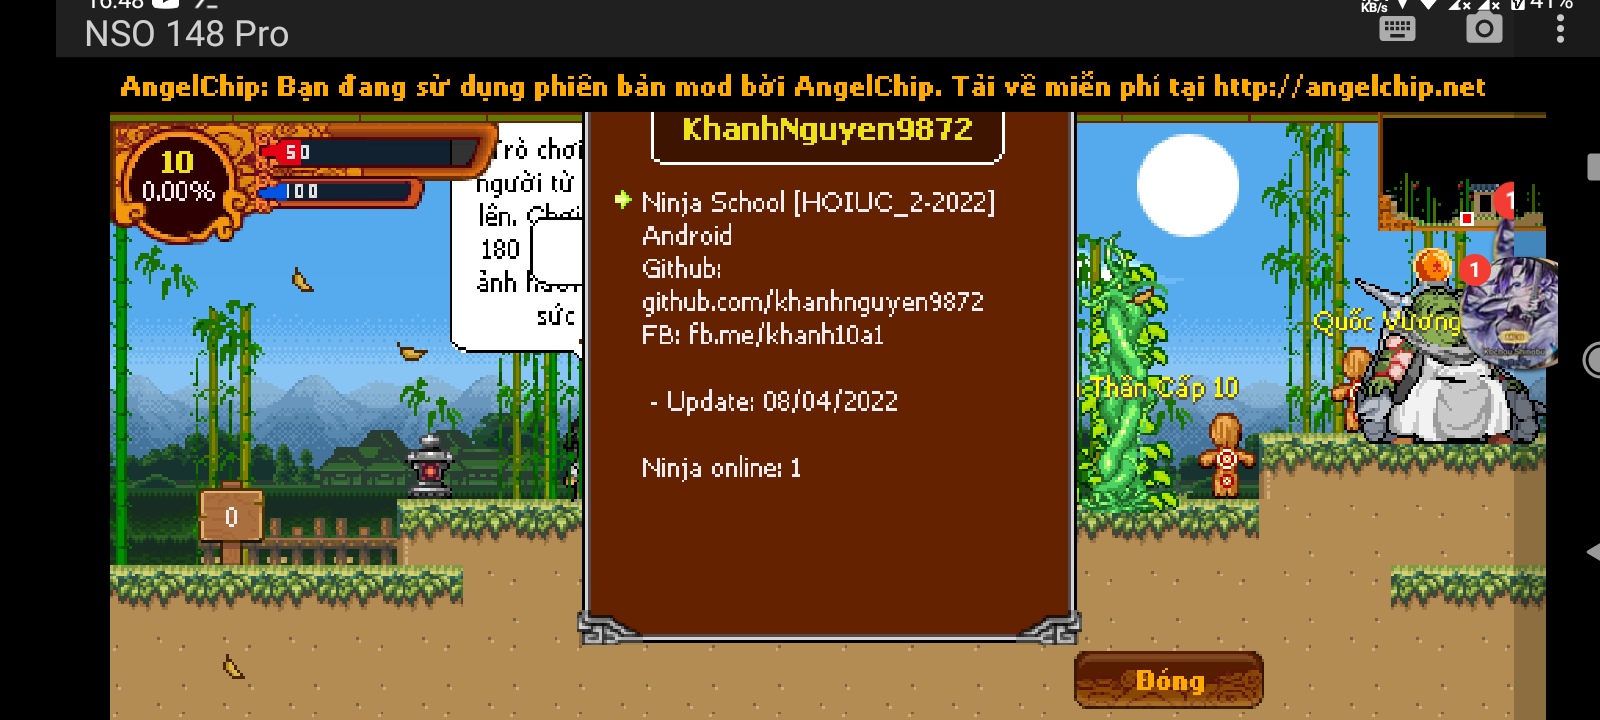 16:48
KB/s
41%
NSO 148 Pro
AngelChip: Bạn đang sử dụng phiên bản mod bởi AngelChip. Tải về miễn phí tại http://angelchip.net
10
0.00%
50
100
Trò chơi
người từ
lên. Chơi
180
ảnh
sức
KhanhNguyen9872
Ninja School [HOIUC_2-2022]
Android
Github:
github.com/khanhnguyen9872
FB: fb.me/khanh10a1
- Update: 08/04/2022
Ninja online: 1
Thần Cấp 10
Quốc Vương
1
1
0
Đóng